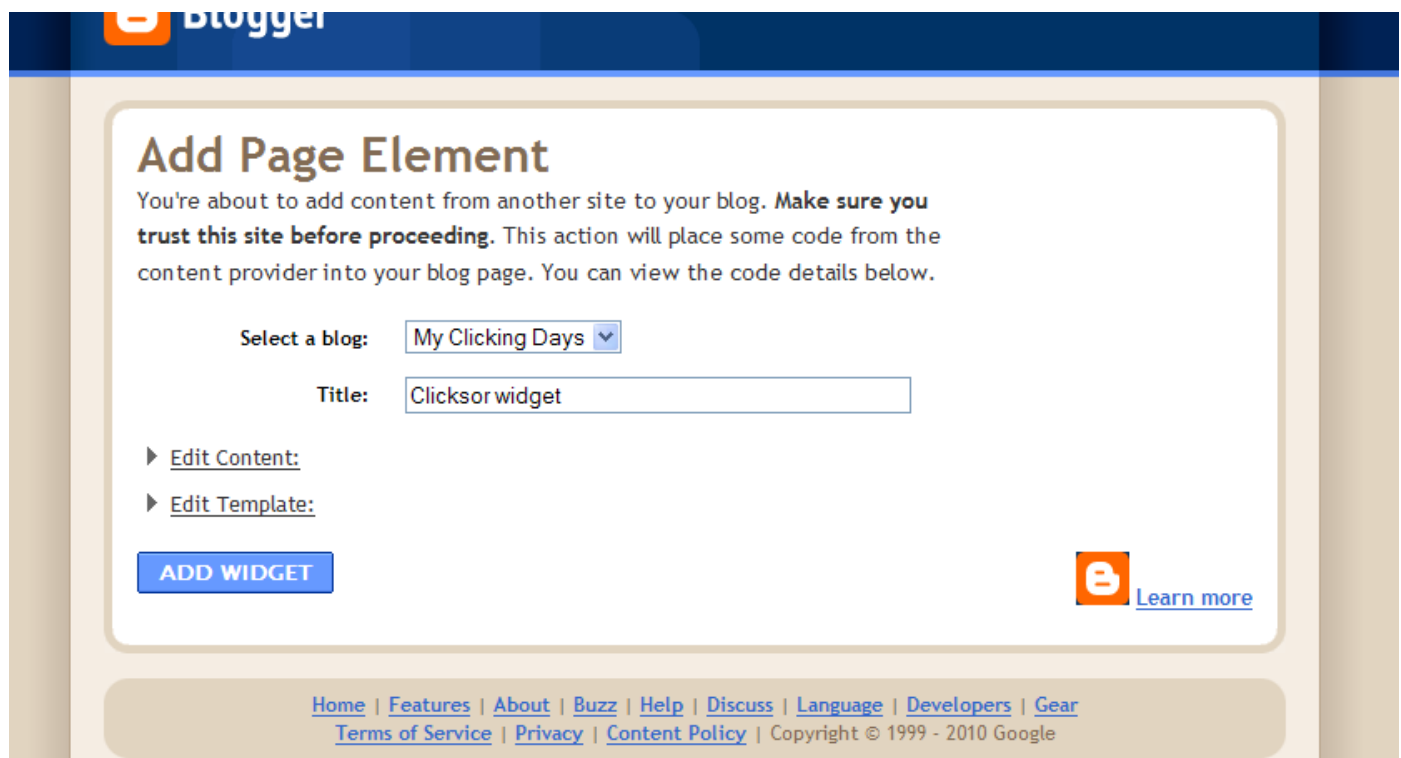 Blogger
Add Page Element
You're about to add content from another site to your blog. Make sure you
trust this site before proceeding. This action will place some code from the
content provider into your blog page. You can view the code details below.
Select a blog: My Clicking Days
Title: Clicksor widget
Edit Content:
Edit Template:
ADD WIDGET
Learn more
Home | Features | About | Buzz | Help | Discuss | Language | Developers | Gear
Terms of Service | Privacy | Content Policy | Copyright © 1999 - 2010 Google